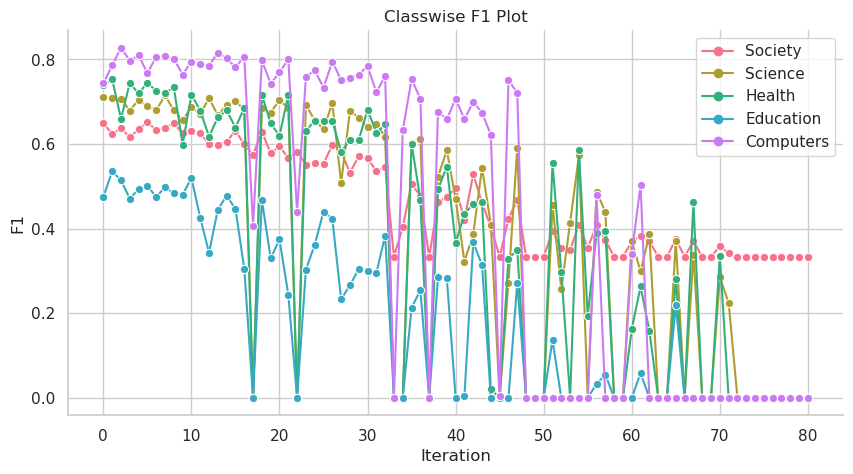 Classwise F1 Plot
F1
0.8
0.6
0.4
0.2
0.0
Society
Science
Health
Education
Computers
0 10 20 30 40 50 60 70 80
Iteration